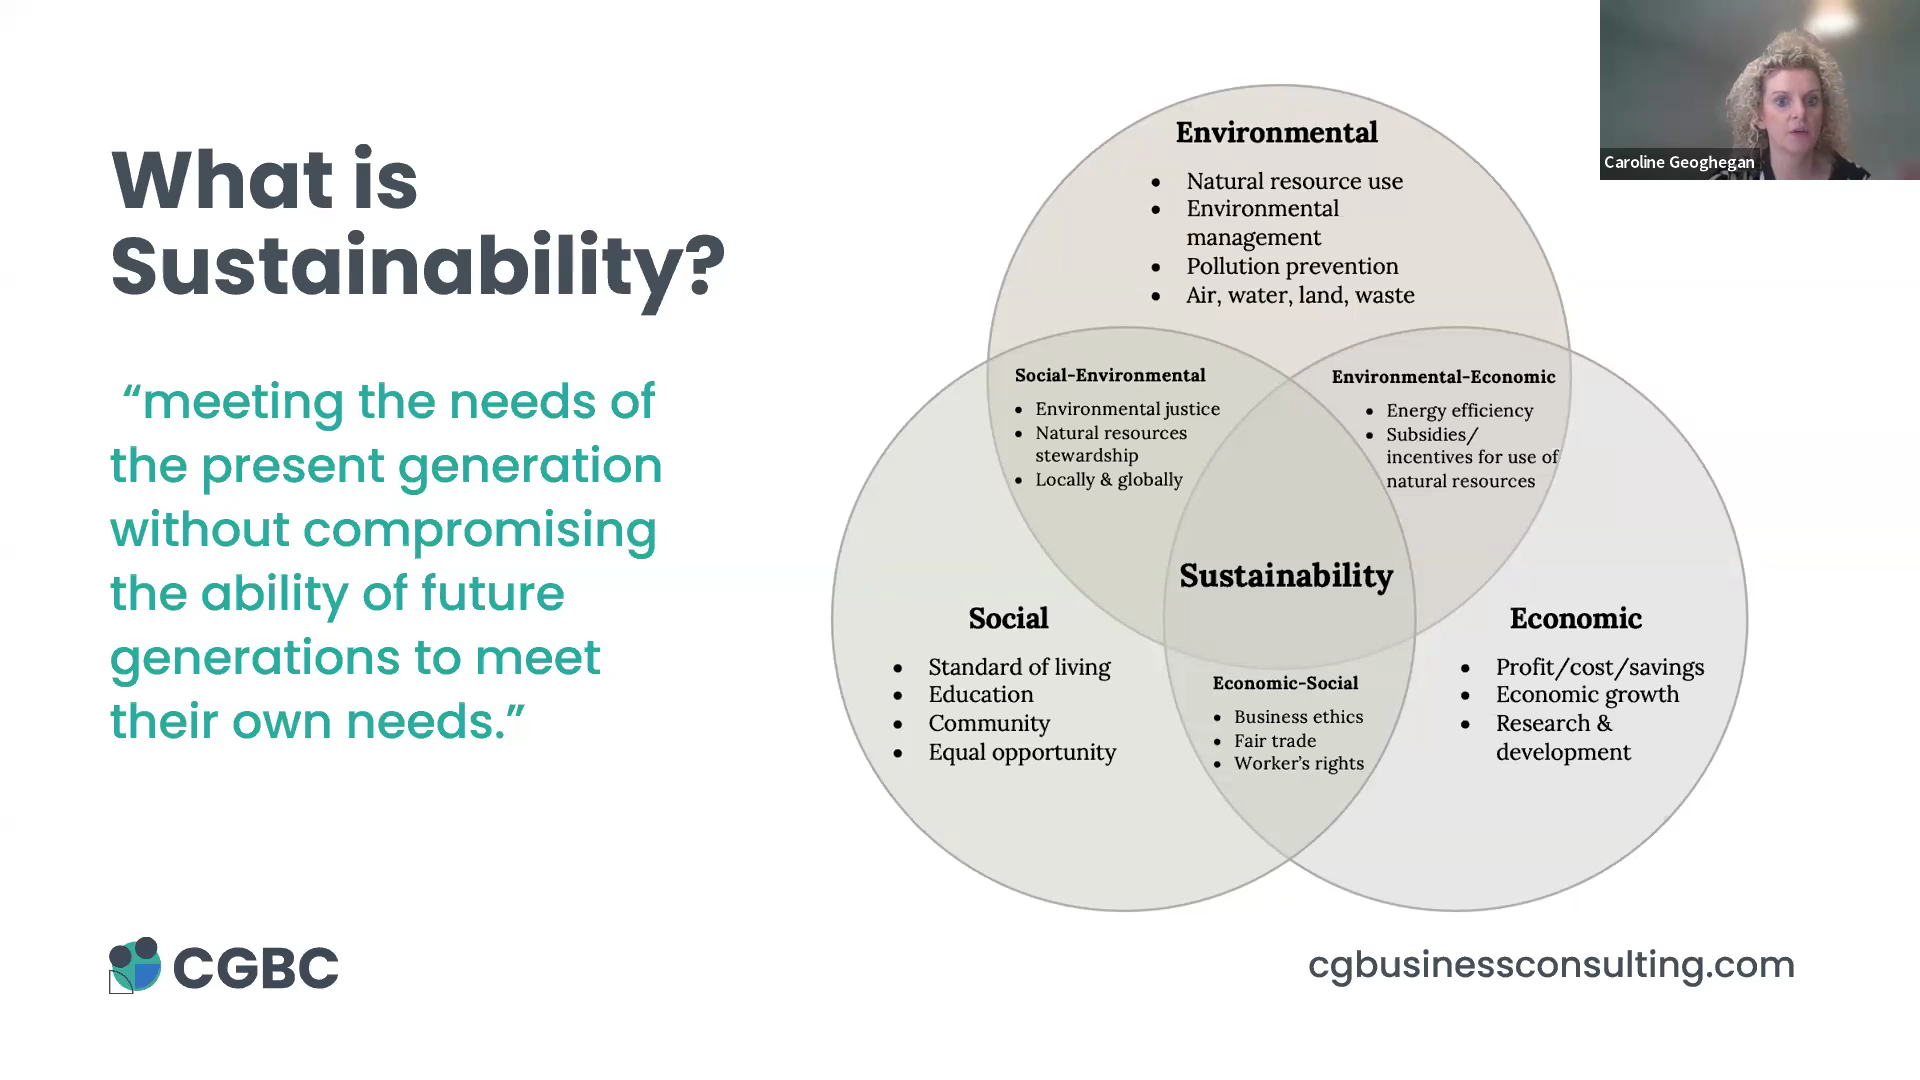 What is
Sustainability?
“meeting the needs of
the present generation
without compromising
the ability of future
generations to meet
their own needs.”
Environmental
• Natural resource use
• Environmental
management
• Pollution prevention
• Air, water, land, waste
Social-Environmental
• Environmental justice
• Natural resources
stewardship
• Locally & globally
Environmental-Economic
• Energy efficiency
• Subsidies/
incentives for use of
natural resources
Sustainability
Social
• Standard of living
• Education
• Community
• Equal opportunity
Economic-Social
• Business ethics
• Fair trade
• Worker’s rights
Economic
• Profit/cost/savings
• Economic growth
• Research &
development
Caroline Geoghegan
CGBC
cgbusinessconsulting.com